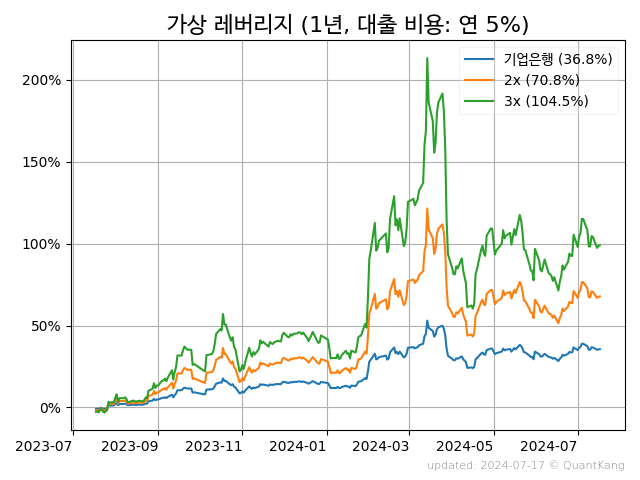 가상 레버리지 (1년, 대출 비용: 연 5%)
기업은행 (36.8%)
2x (70.8%)
3x (104.5%)
200%
150%
100%
50%
0%
2023-07 2023-09 2023-11 2024-01 2024-03 2024-05 2024-07
updated: 2024-07-17 © QuantKang